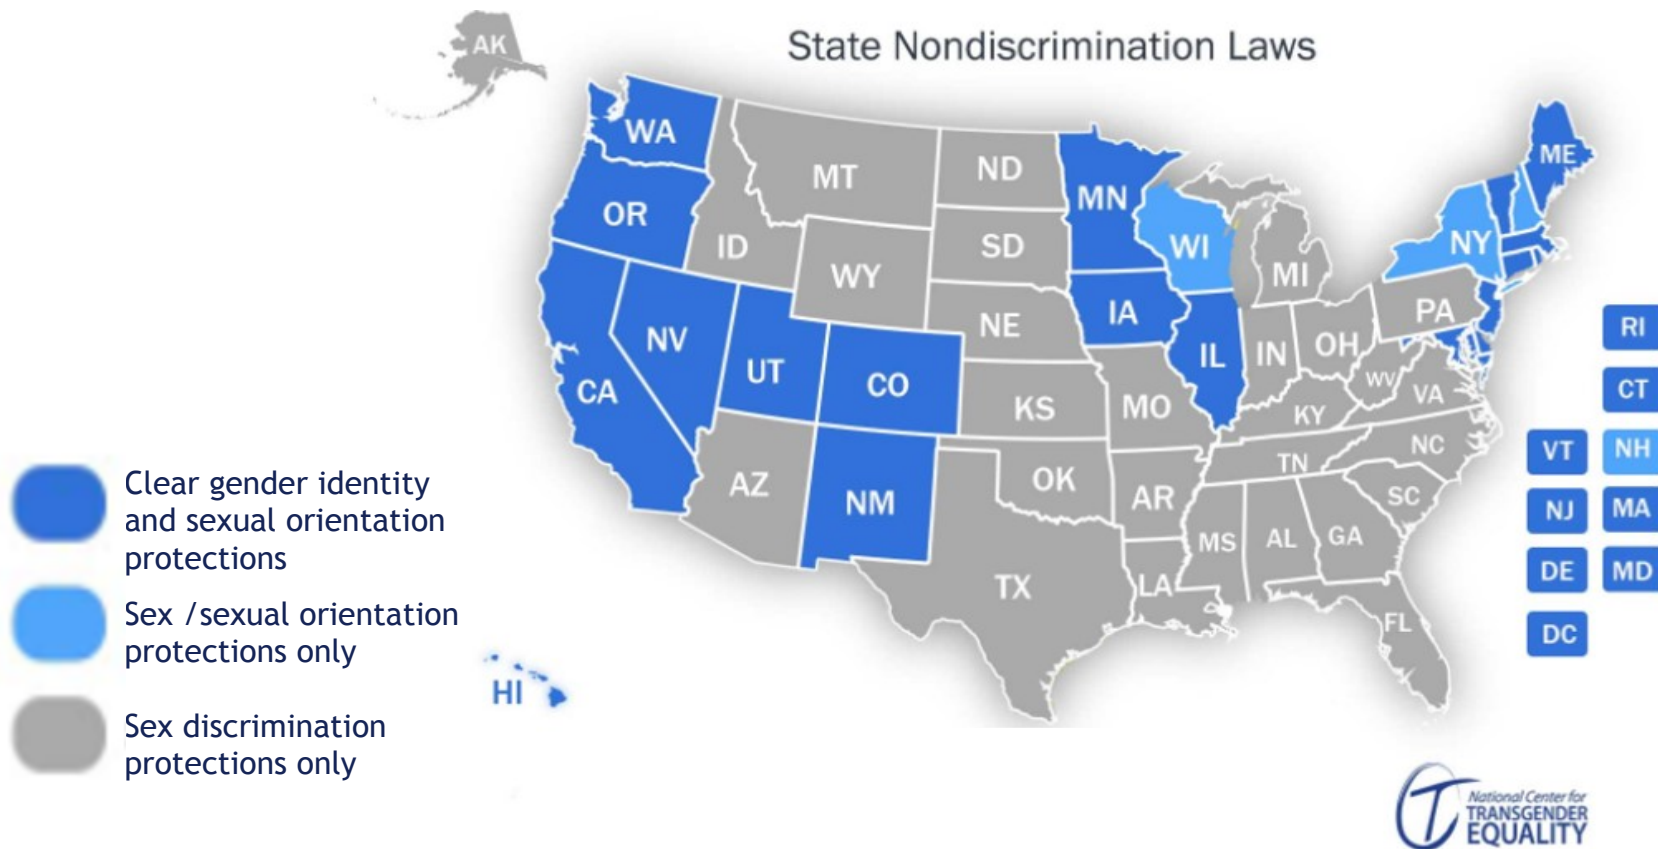 State Nondiscrimination Laws
AK
WA
MT
ND
MN
ME
OR
ID
SD
WI
NY
WY
MI
NE
IA
PA
NV
UT
CO
IL
IN
OH
RI
CA
KS
MO
WV
VA
CT
KY
AZ
NM
OK
TN
NC
VT
NH
AR
SC
NJ
MA
TX
MS
AL
GA
LA
DE
MD
FL
DC
HI
Clear gender identity
and sexual orientation
protections
Sex /sexual orientation
protections only
Sex discrimination
protections only
National Center for
TRANSGENDER
EQUALITY